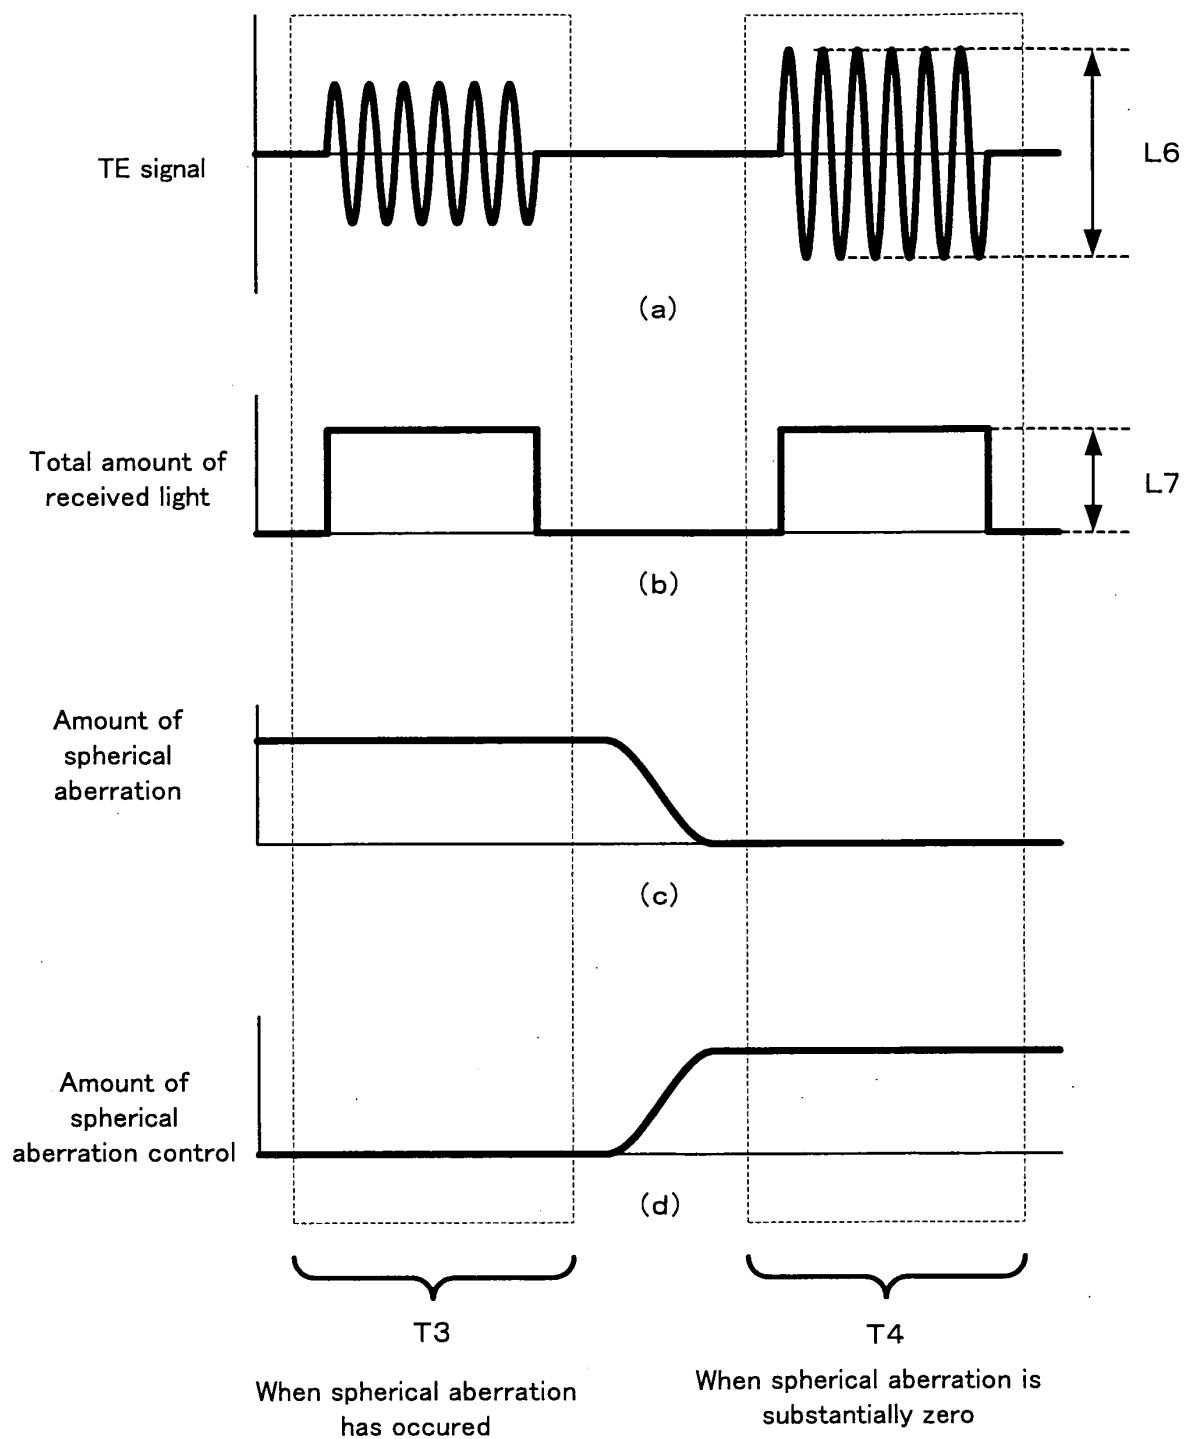 TE signal
L6
(a)
Total amount of
received light
L7
(b)
Amount of
spherical
aberration
(c)
Amount of
spherical
aberration control
(d)
T3
T4
When spherical aberration
has occured
When spherical aberration is
substantially zero